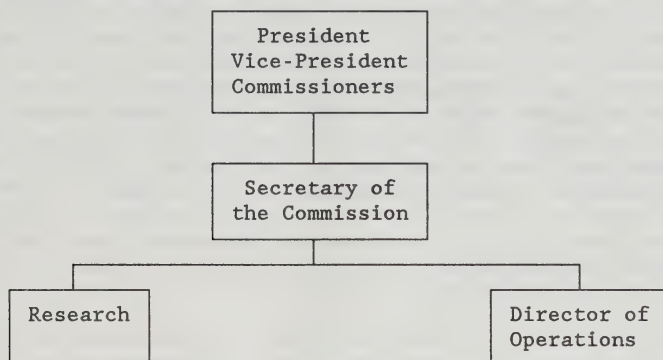 President
Vice-President
Commissioners
Secretary of
the Commission
Research
Director of
Operations